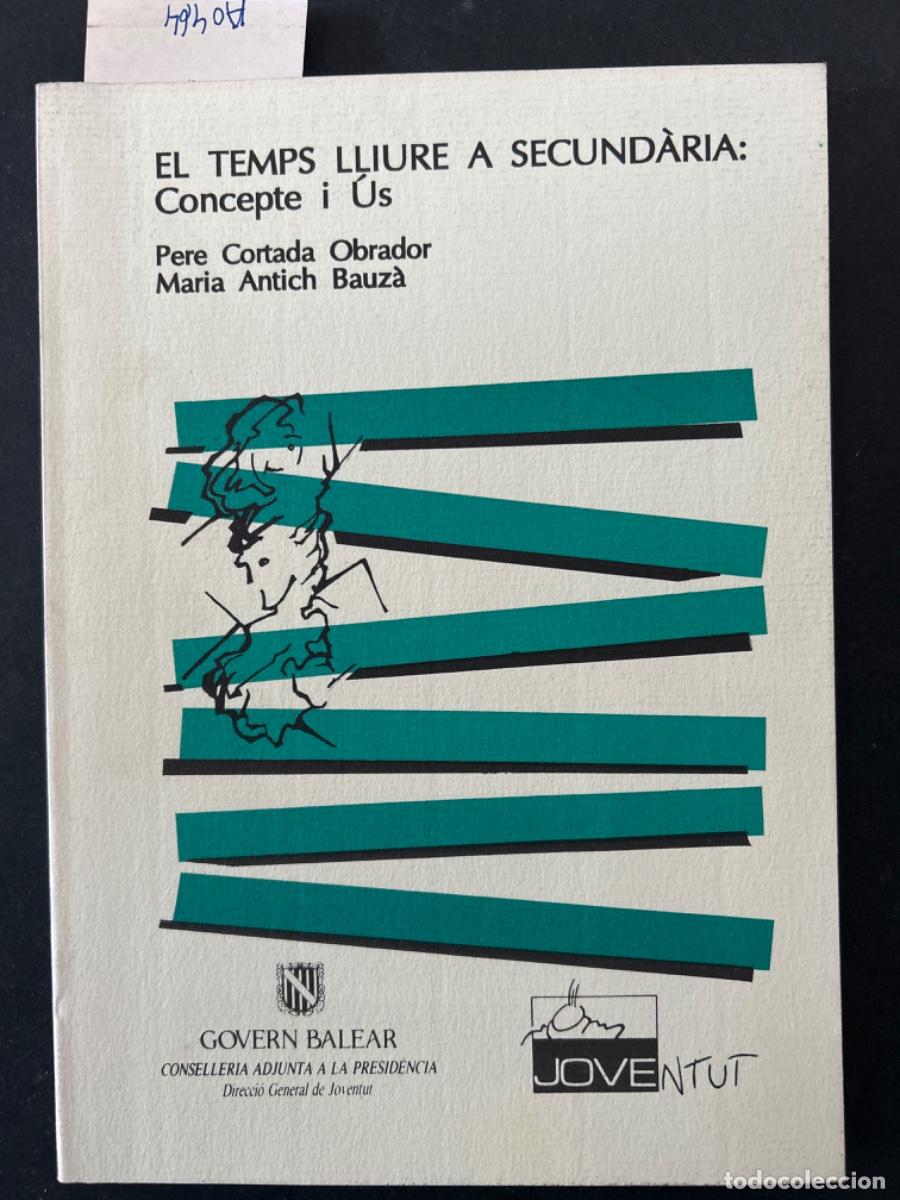 A0464
EL TEMPS LLIURE A SECUNDÀRIA:
Concepte i Ús
Pere Cortada Obrador
Maria Antich Bauzà
GOVERN BALEAR
CONSELLERIA ADJUNTA A LA PRESIDÈNCIA
Direcció General de Joventut
JOVENTUT
todocoleccion